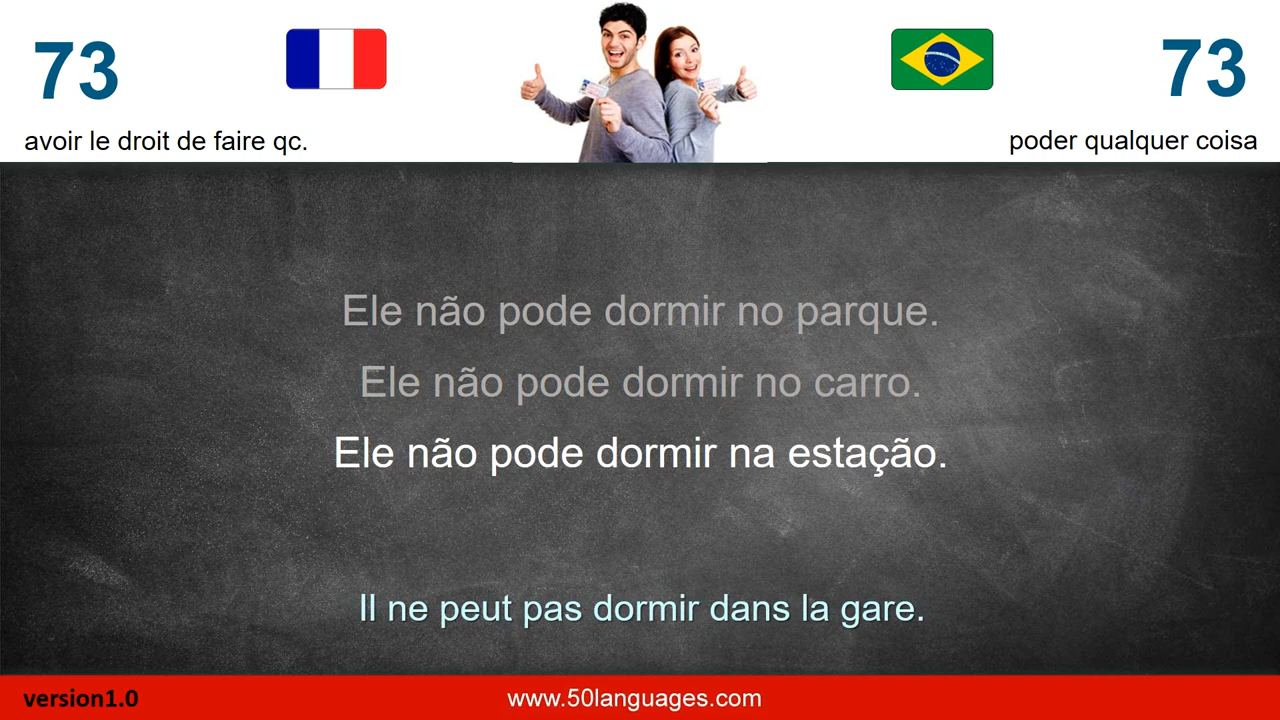 73
73
avoir le droit de faire qc.
poder qualquer coisa
Ele não pode dormir no parque.
Ele não pode dormir no carro.
Ele não pode dormir na estação.
Il ne peut pas dormir dans la gare.
version1.0
www.50languages.com